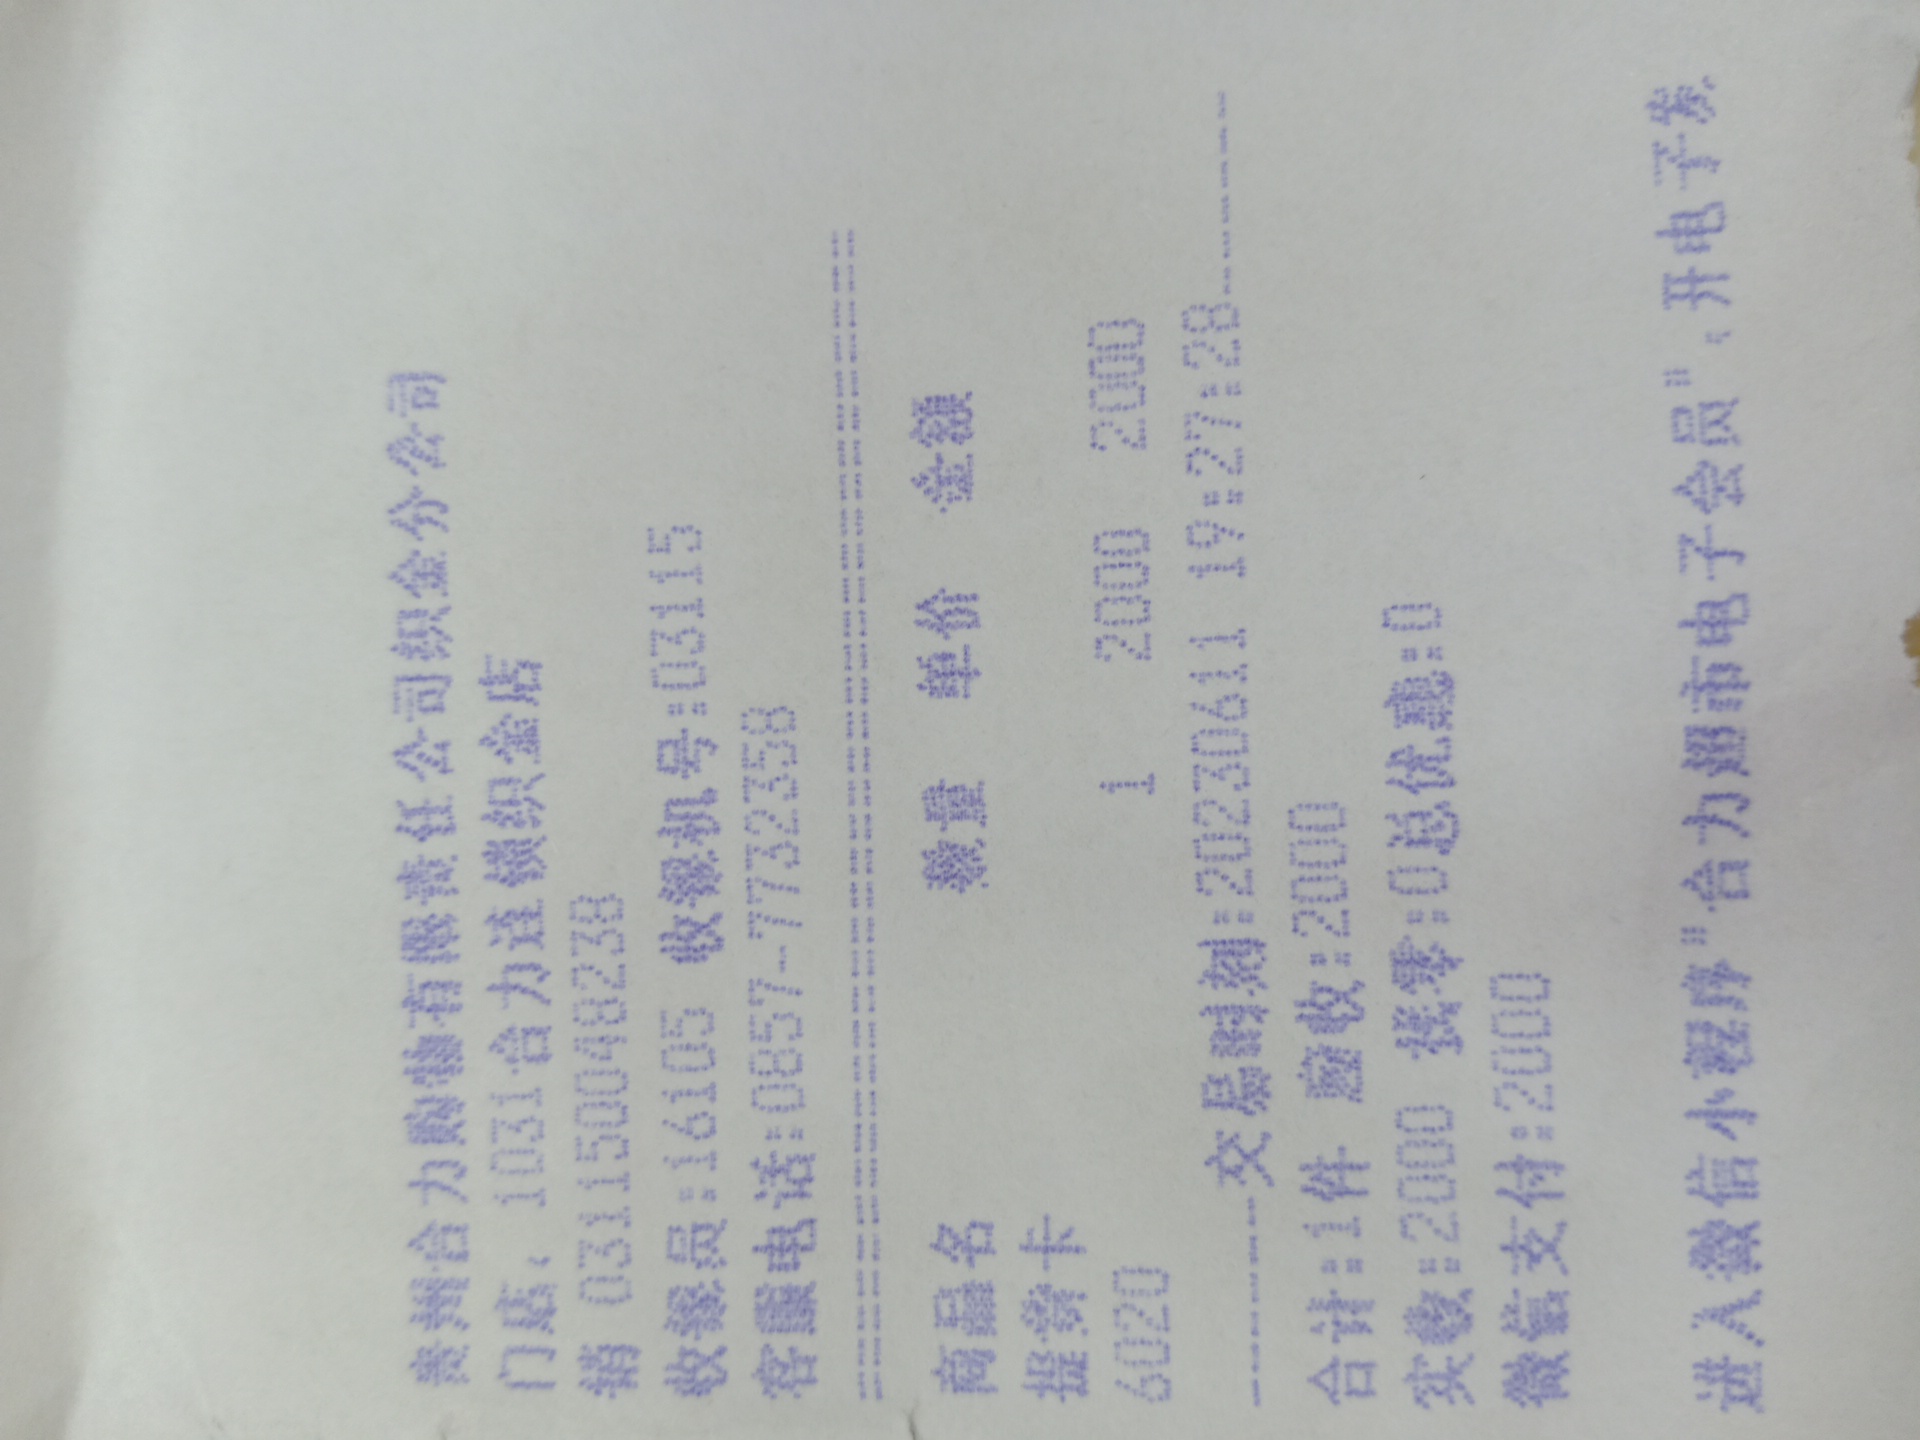 贵州合力购物有限责任公司织金分公司
门店: 1031合力连锁织金店
销 031150048238
收银员:16105 收银机号:03115
客服电话:0857-7732358
==========================================
商品名 数量 单价 金额
提货卡
6020 1 2000 2000
--------交易时刻:20230611 19:27:28--------
合计:1件 应收:2000
实收:2000 找零:0总优惠:0
微信支付:2000
进入微信小程序"合力超市电子会员",开电子发